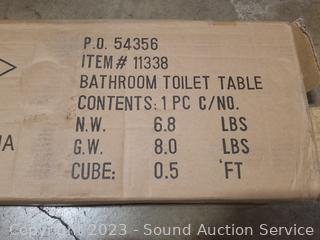 P.O. 54356
ITEM# 11338
BATHROOM TOILET TABLE
CONTENTS: 1 PC C/NO.
N.W. 6.8 LBS
G.W. 8.0 LBS
CUBE: 0.5 'FT
Copyright 2023 - Sound Auction Service